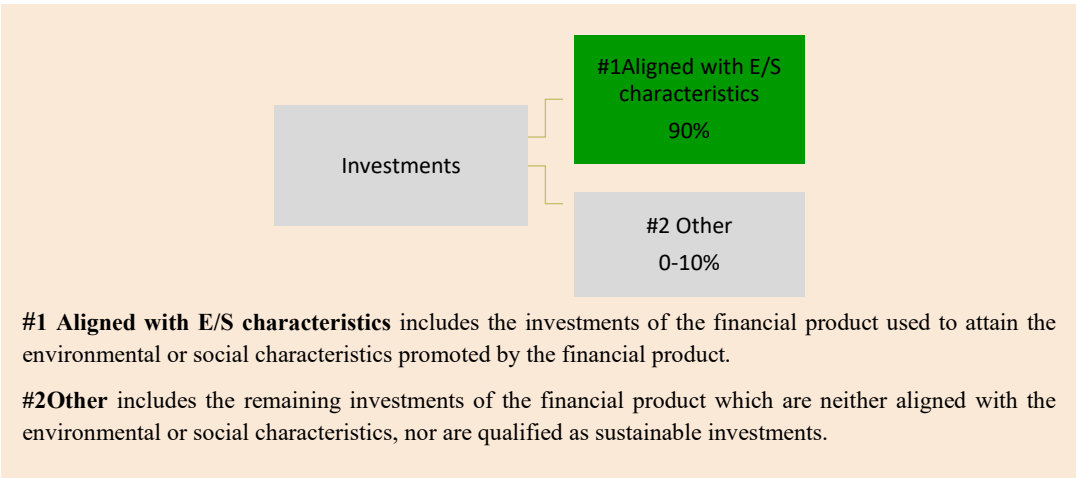 #1Aligned with E/S
characteristics
90%
Investments
#2 Other
0-10%
#1 Aligned with E/S characteristics includes the investments of the financial product used to attain the
environmental or social characteristics promoted by the financial product.
#2Other includes the remaining investments of the financial product which are neither aligned with the
environmental or social characteristics, nor are qualified as sustainable investments.